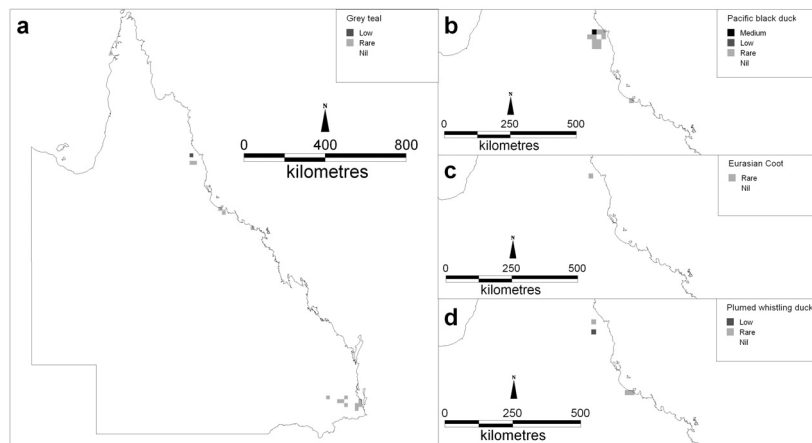 a
Grey teal
Low
Rare
Nil
N
0 400 800
kilometres
b
Pacific black duck
Medium
Low
Rare
Nil
N
0 250 500
kilometres
c
Eurasian Coot
Rare
Nil
N
0 250 500
kilometres
d
Plumed whistling duck
Low
Rare
Nil
N
0 250 500
kilometres